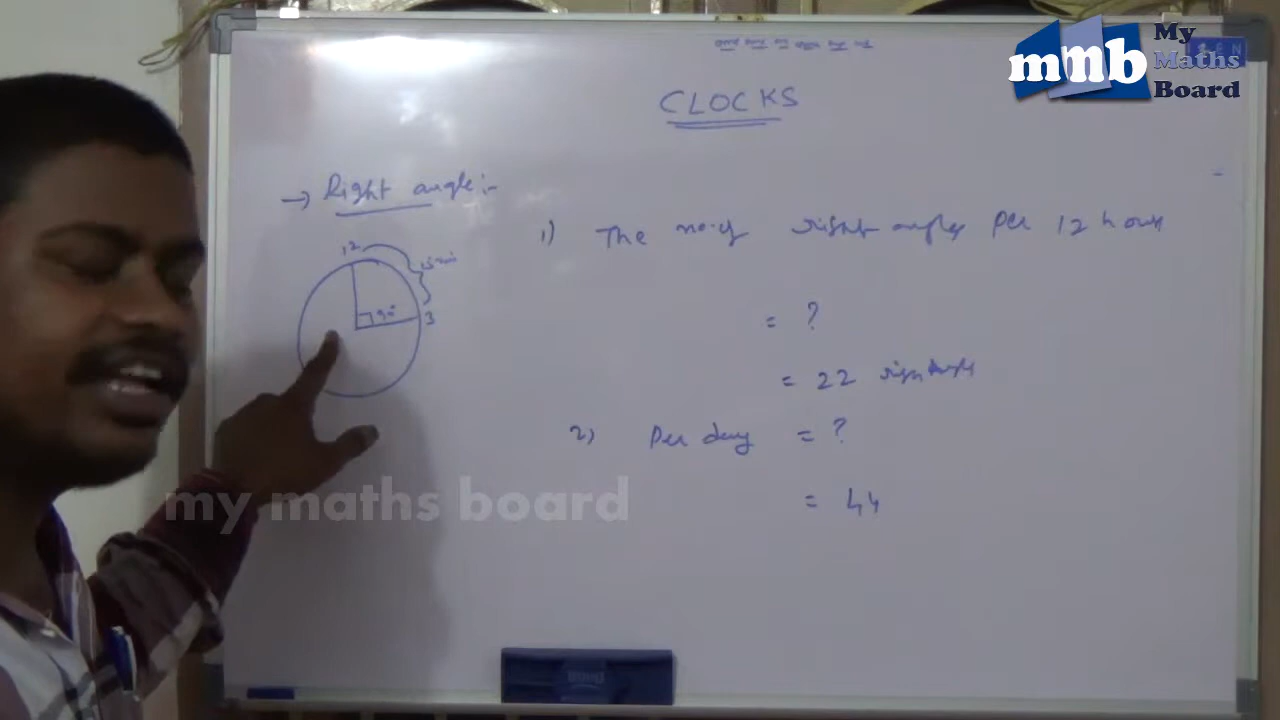 mmb My Maths Board
CLOCKS
→ Right angle:-
12
15 min
90°
3
1) The no.of right angles per 12 hours
= ?
= 22 right angles
2) Per day = ?
= 44
my maths board